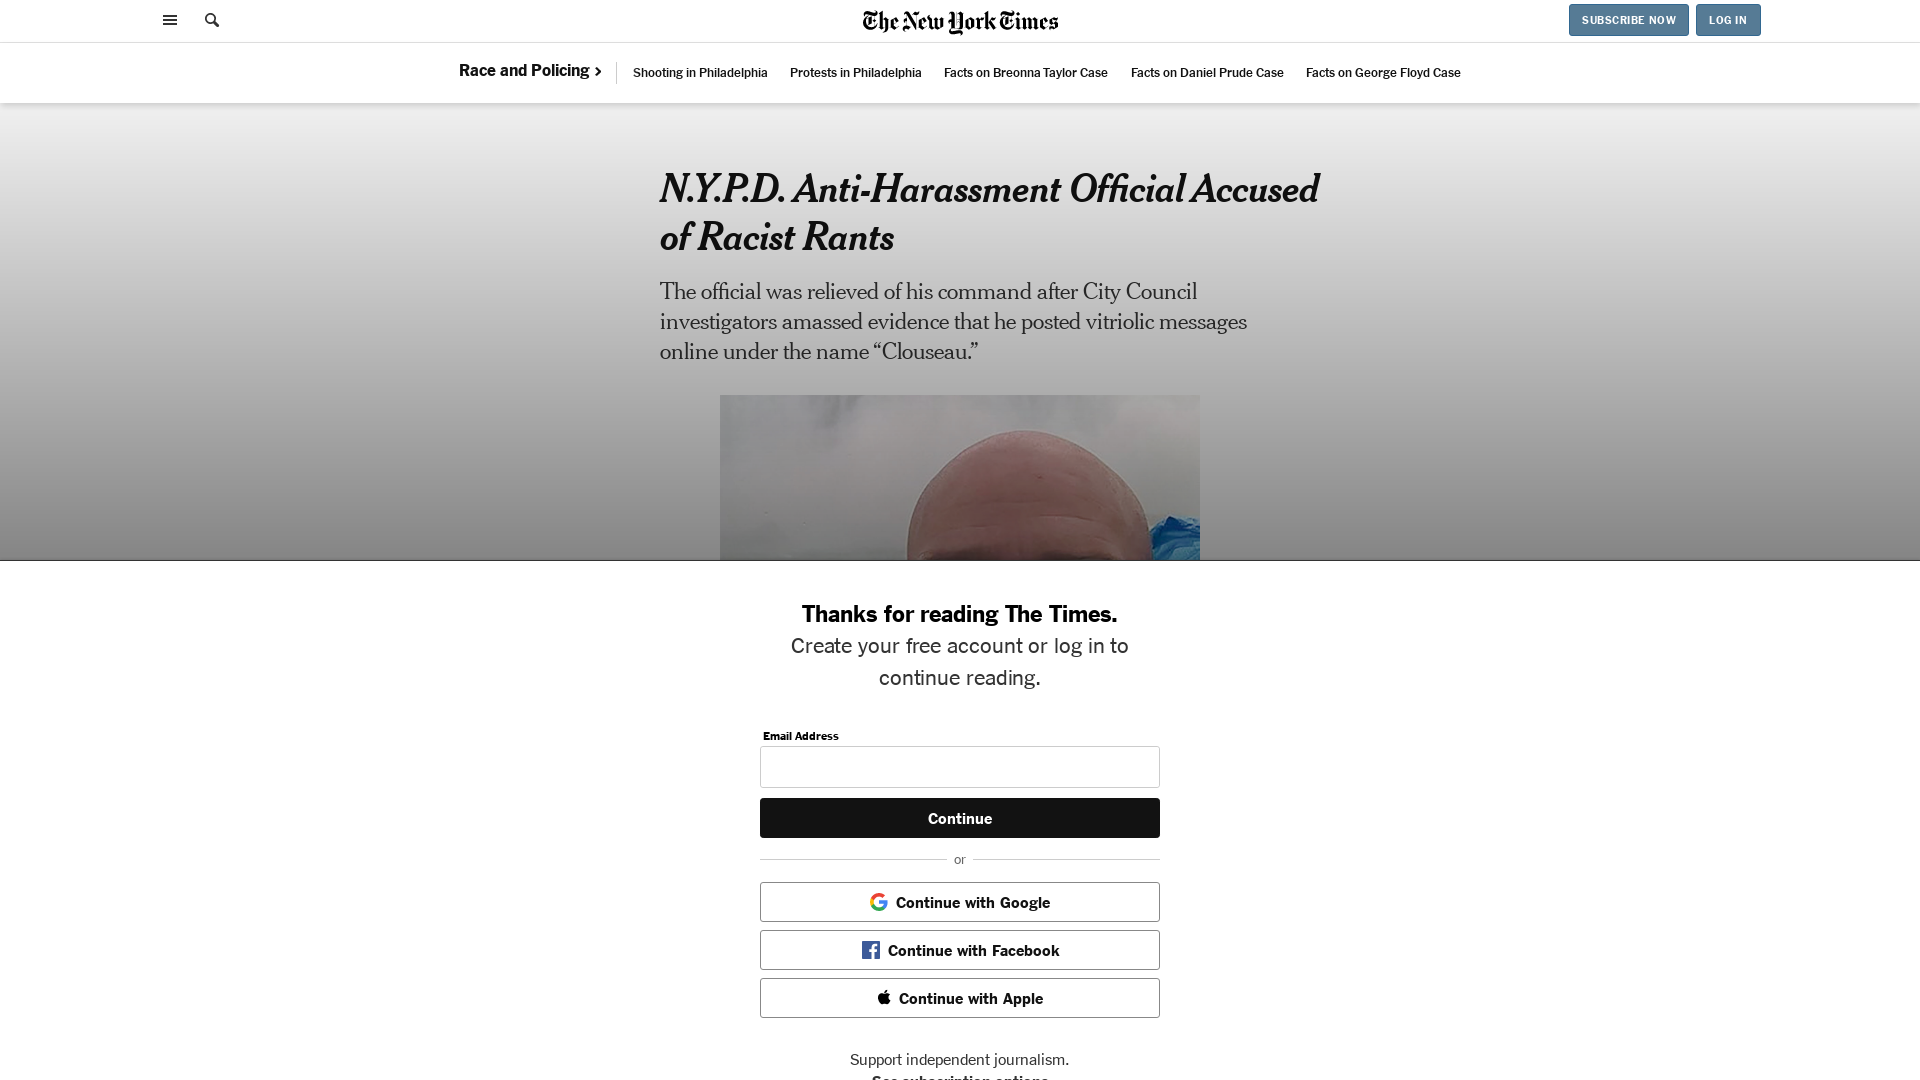 The New York Times
SUBSCRIBE NOW
LOG IN
Race and Policing
Shooting in Philadelphia
Protests in Philadelphia
Facts on Breonna Taylor Case
Facts on Daniel Prude Case
Facts on George Floyd Case
N.Y.P.D. Anti-Harassment Official Accused
of Racist Rants
The official was relieved of his command after City Council
investigators amassed evidence that he posted vitriolic messages
online under the name “Clouseau.”
Thanks for reading The Times.
Create your free account or log in to
continue reading.
Email Address
Continue
or
Continue with Google
Continue with Facebook
Continue with Apple
Support independent journalism.
See subscription options.